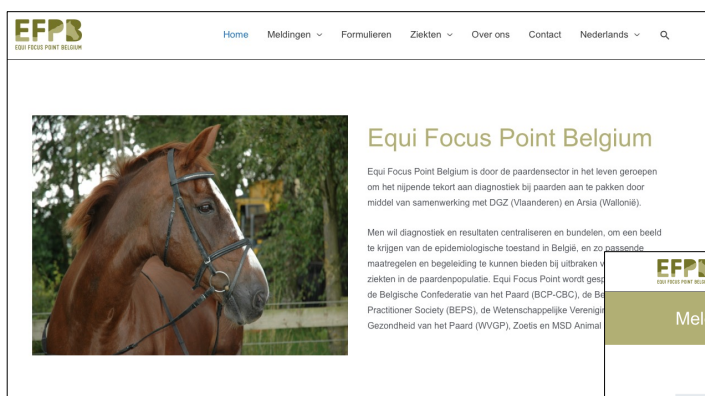 EFPB
EQUI FOCUS POINT BELGIUM
Home Meldingen Formulieren Ziekten Over ons Contact Nederlands
Equi Focus Point Belgium
Equi Focus Point Belgium is door de paardensector in het leven geroepen
om het nijpende tekort aan diagnostiek bij paarden aan te pakken door
middel van samenwerking met DGZ (Vlaanderen) en Arsia (Wallonië).
Men wil diagnostiek en resultaten centraliseren en bundelen, om een beeld
te krijgen van de epidemiologische toestand in België, en zo passende
maatregelen en begeleiding te kunnen bieden bij uitbraken
ziekten in de paardenpopulatie. Equi Focus Point wordt
de Belgische Confederatie van het Paard (BCP-CBC), de
Practitioner Society (BEPS), de Wetenschappelijke
Gezondheid van het Paard (WVGP), Zoetis en MSD Animal
EFPB
EQUI FOCUS POINT